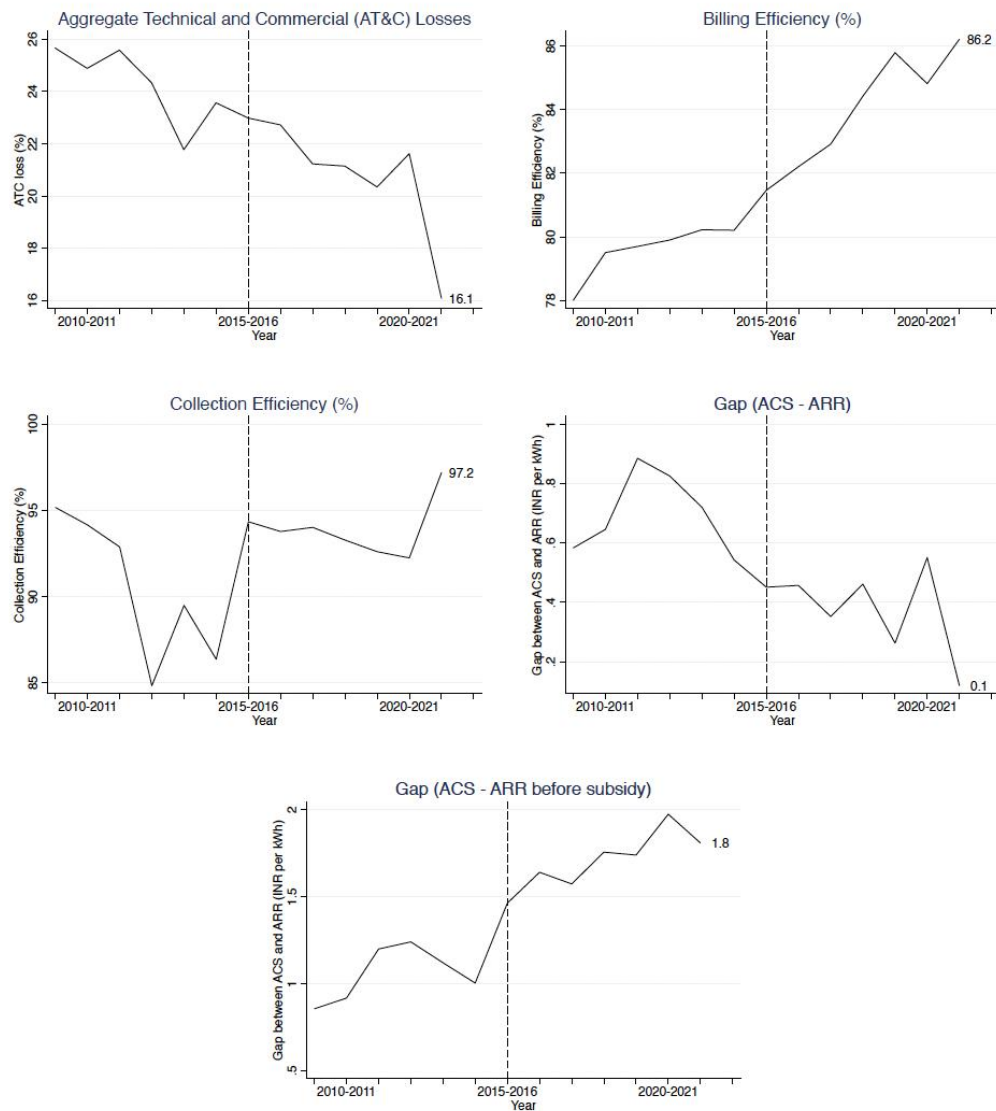 Aggregate Technical and Commercial (AT&C) Losses
ATC loss (%)
26
24
22
20
18
16
16.1
2010-2011 2015-2016 2020-2021
Year
Billing Efficiency (%)
Billing Efficiency (%)
86
84
82
80
78
86.2
2010-2011 2015-2016 2020-2021
Year
Collection Efficiency (%)
Collection Efficiency (%)
100
95
90
85
97.2
2010-2011 2015-2016 2020-2021
Year
Gap (ACS - ARR)
Gap between ACS and ARR (INR per kWh)
1
.8
.6
.4
.2
0.1
2010-2011 2015-2016 2020-2021
Year
Gap (ACS - ARR before subsidy)
Gap between ACS and ARR (INR per kWh)
2
1.5
1
.5
1.8
2010-2011 2015-2016 2020-2021
Year